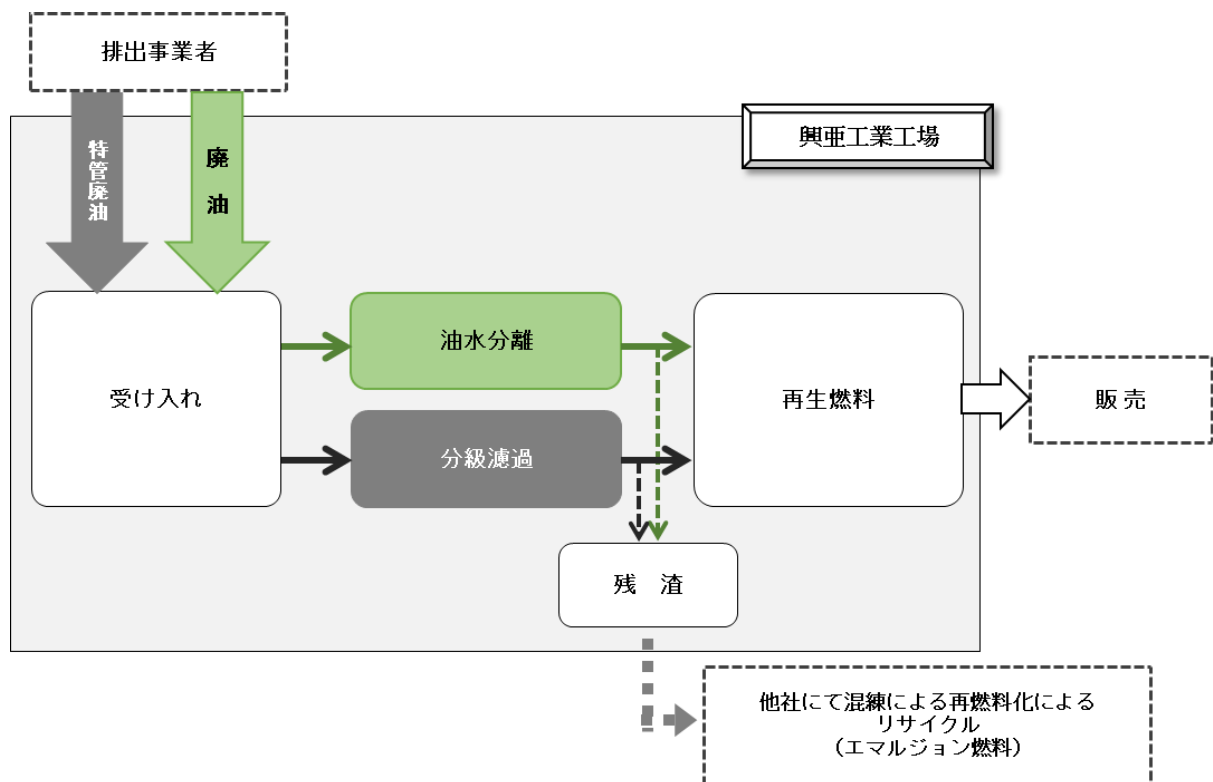 排出事業者
興亜工業工場
特管廃油
廃油
受け入れ
油水分離
分級濾過
再生燃料
販 売
残　渣
他社にて混練による再燃料化による
リサイクル
（エマルジョン燃料）